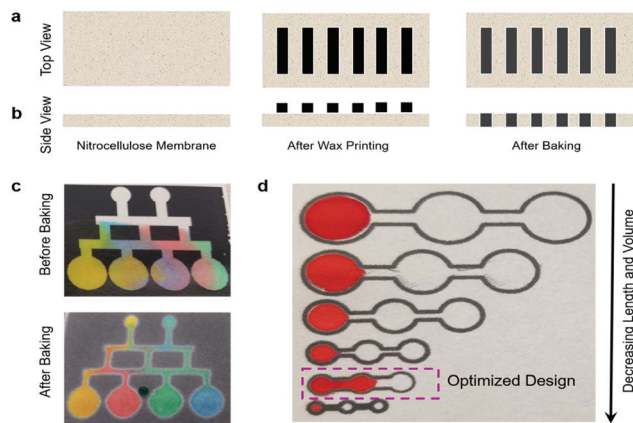 a
Top View
b
Side View
Nitrocellulose Membrane
After Wax Printing
After Baking
c
Before Baking
After Baking
d
Optimized Design
Decreasing Length and Volume